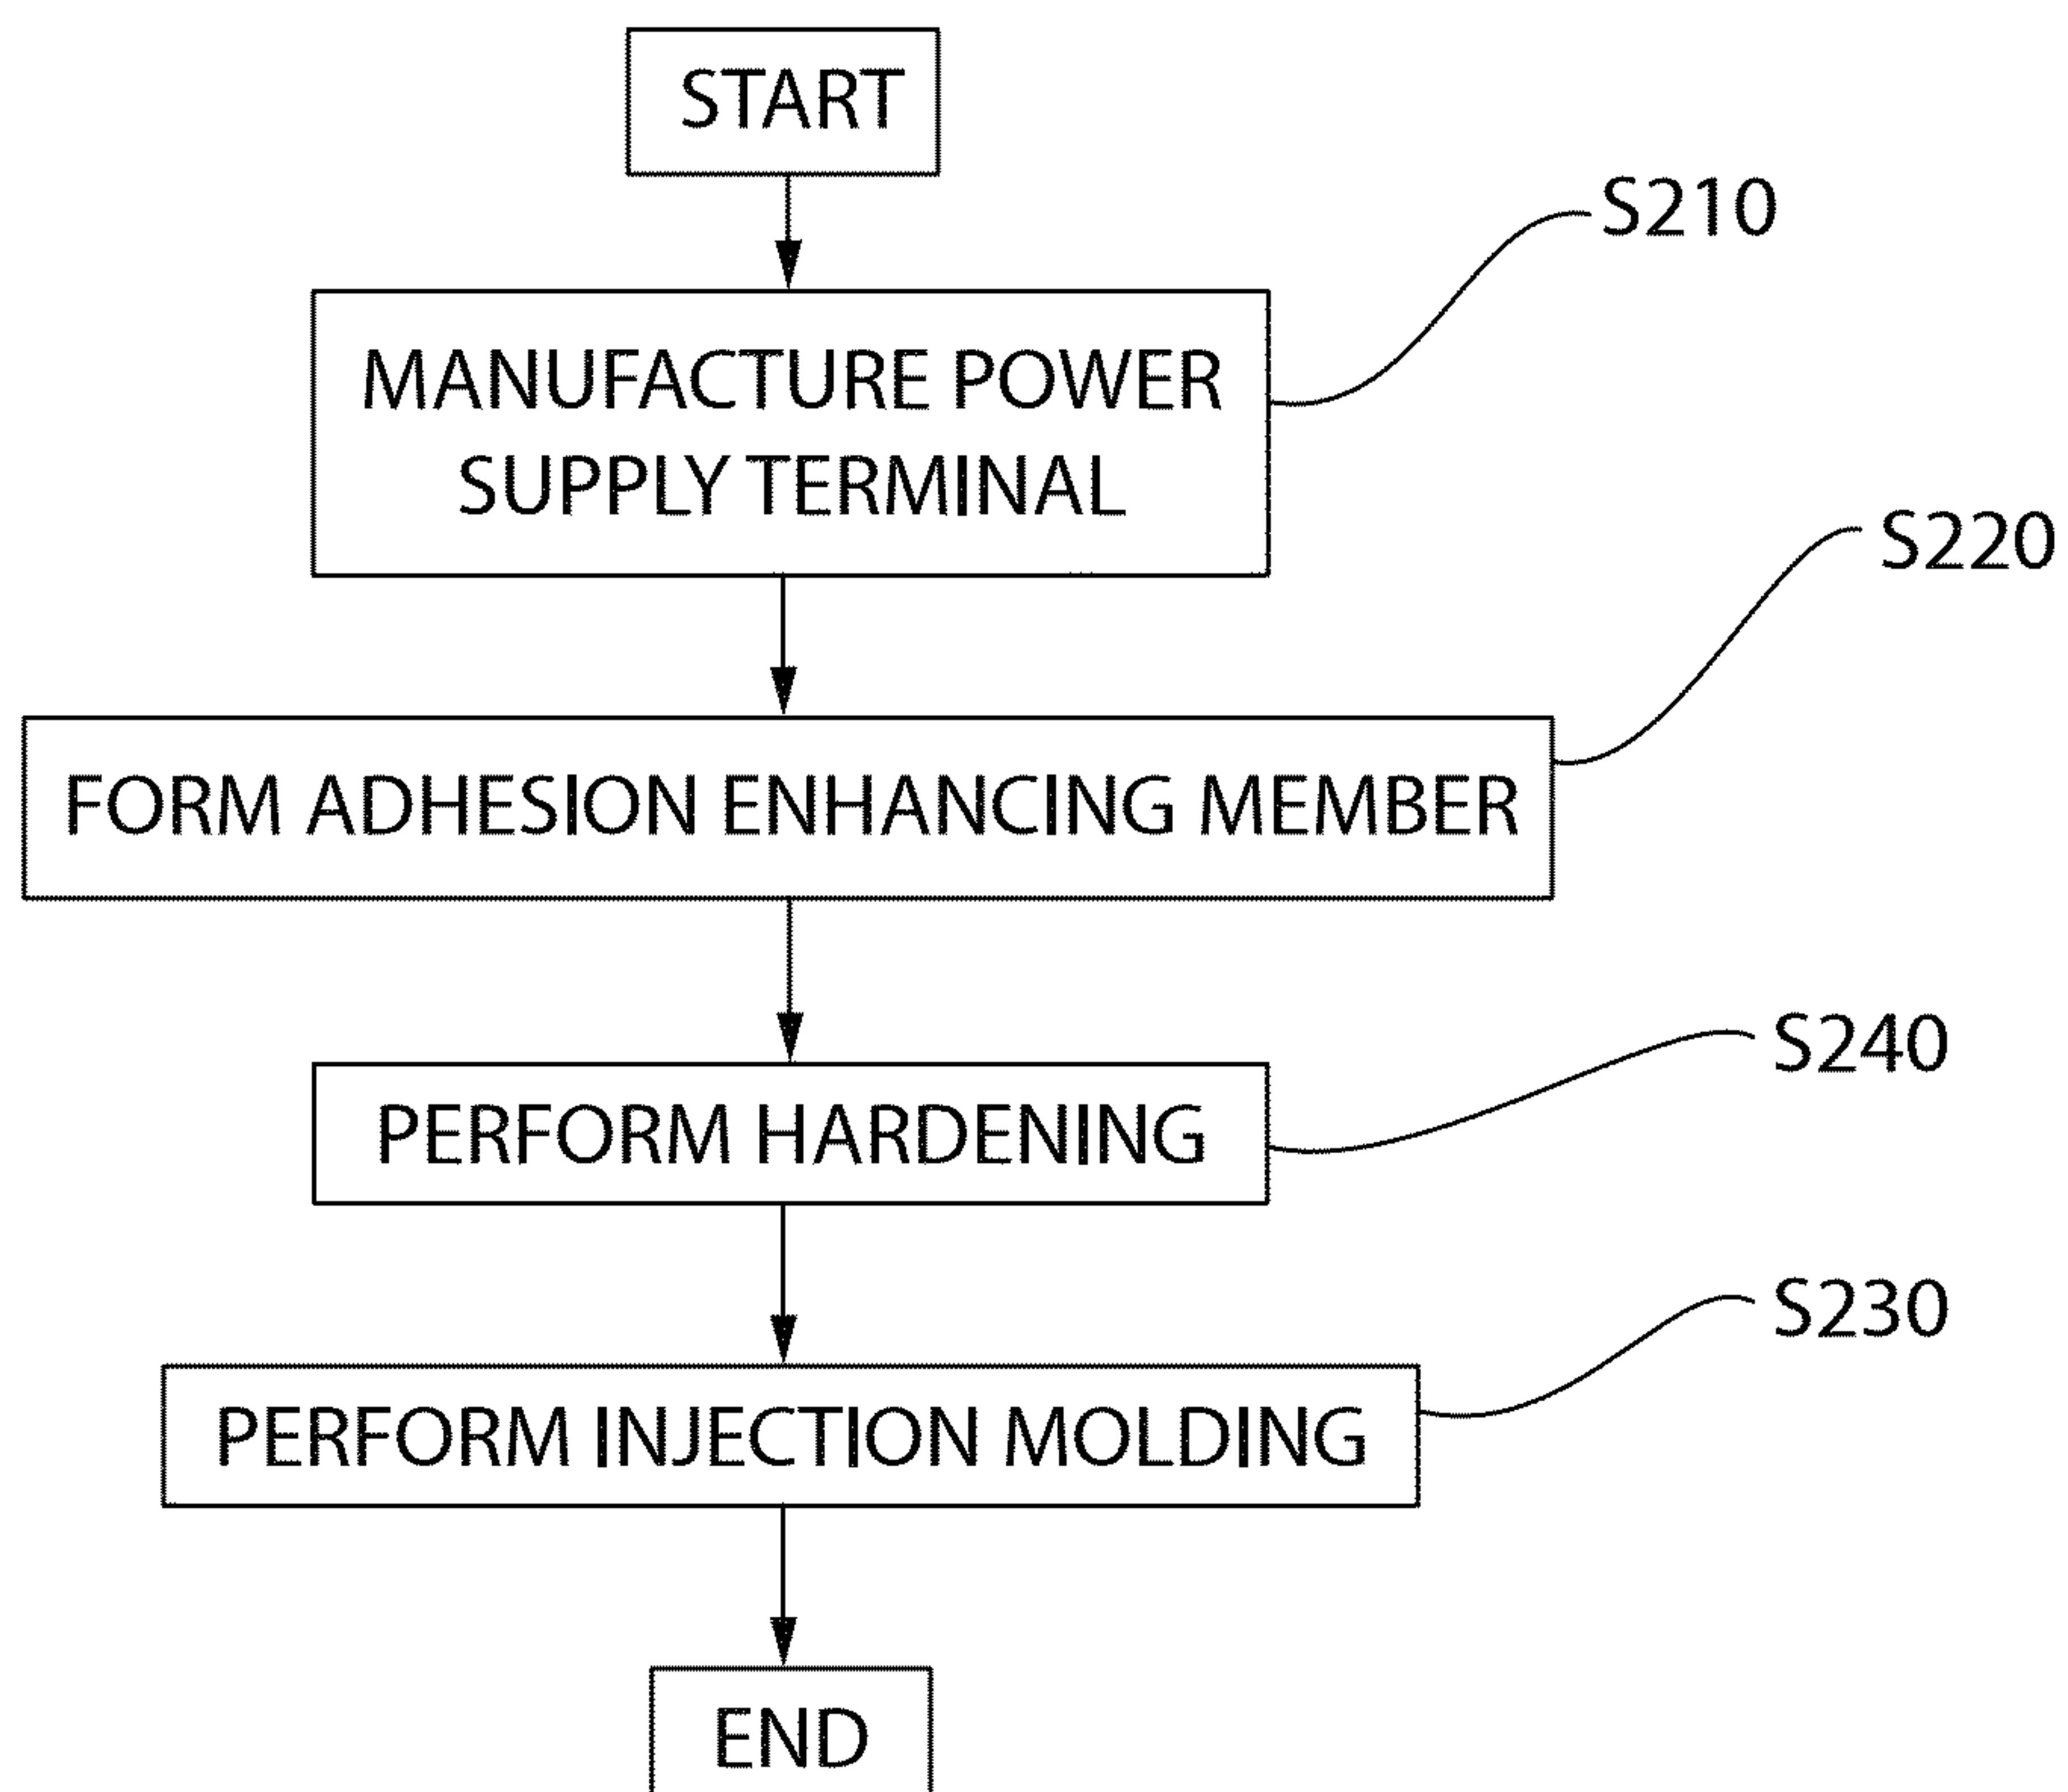 START
S210
MANUFACTURE POWER
SUPPLY TERMINAL
S220
FORM ADHESION ENHANCING MEMBER
S240
PERFORM HARDENING
S230
PERFORM INJECTION MOLDING
END